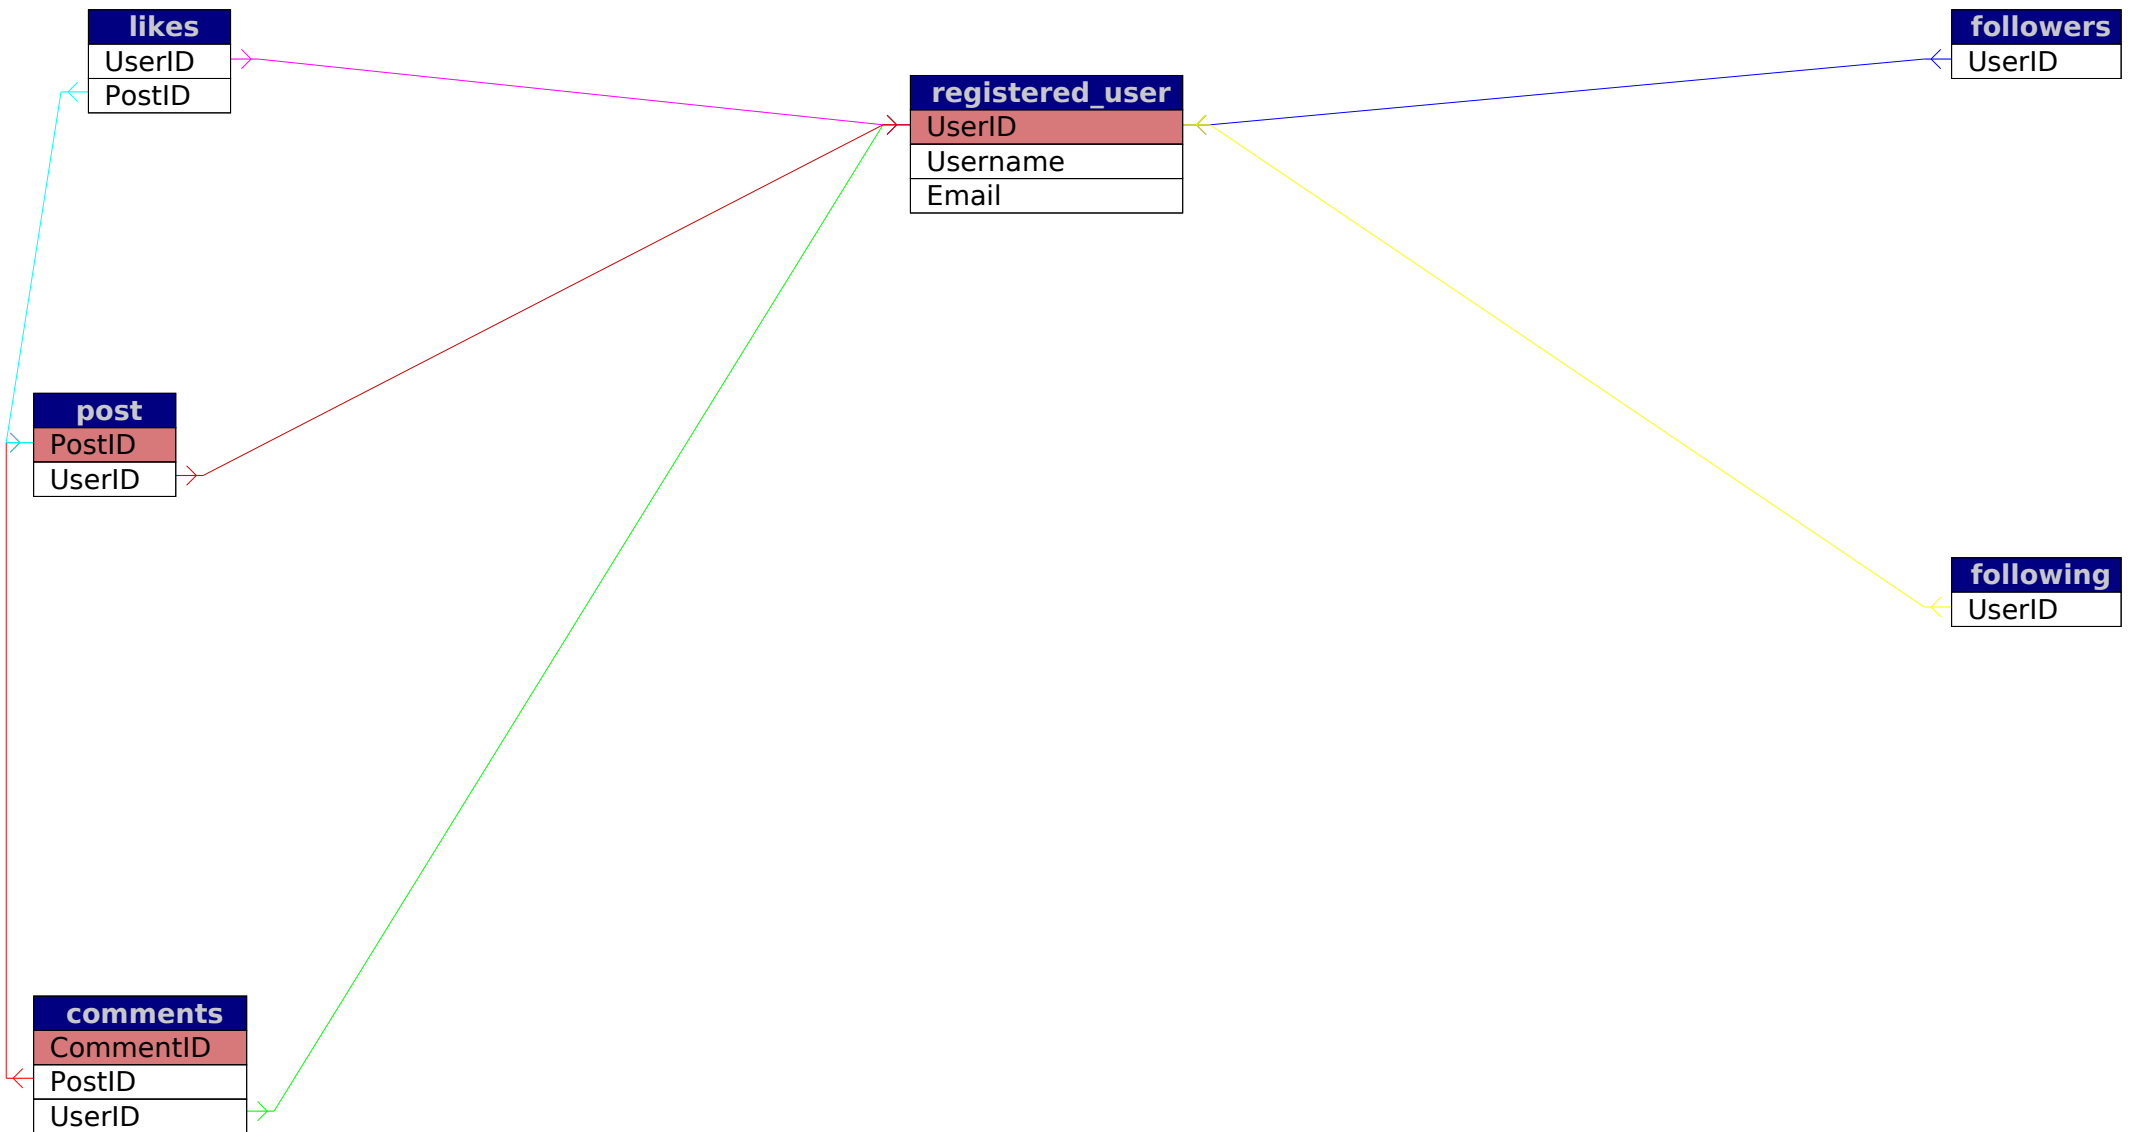 likes
UserID
PostID
registered_user
UserID
Username
Email
followers
UserID
post
PostID
UserID
following
UserID
comments
CommentID
PostID
UserID